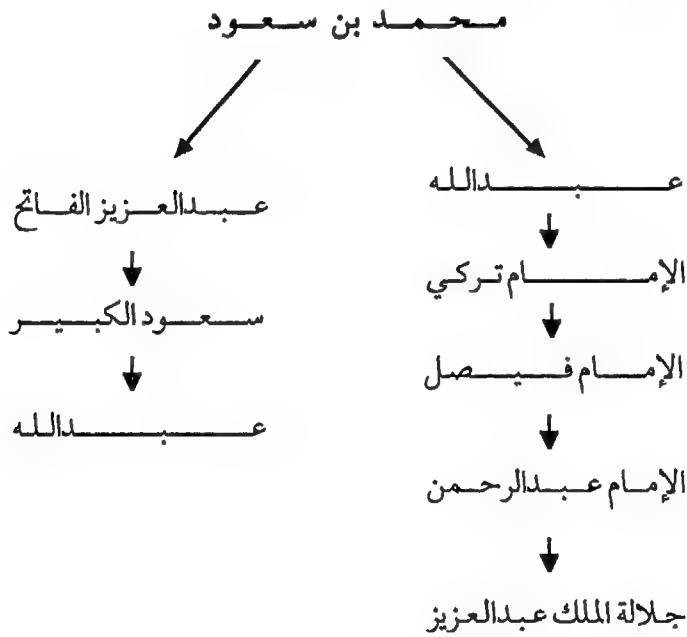 محمد بن سعود
عبدالله
الإمام تركي
الإمام فيصل
الإمام عبدالرحمن
جلالة الملك عبدالعزيز
عبدالعزيز الفاتح
سعود الكبير
عبدالله